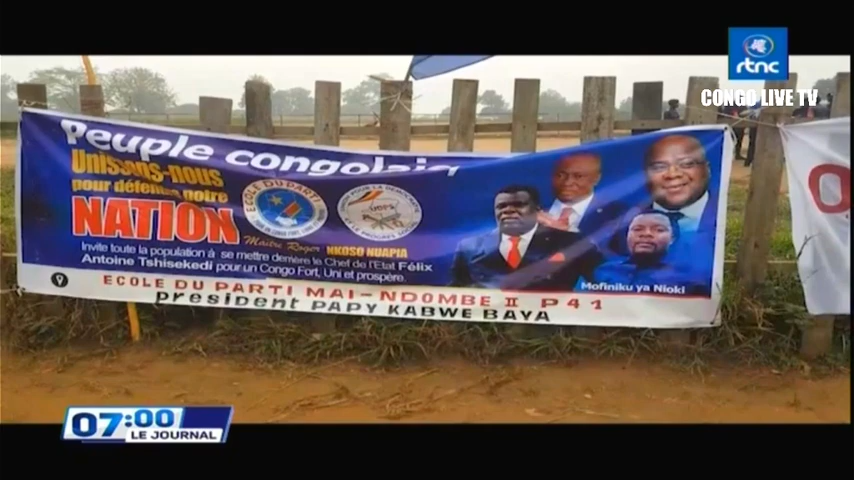 rtnc
CONGO LIVE TV
Peuple congolais
Unissons-nous
pour défendre notre
NATION
ECOLE DU PARTI
UDPS
Maître Roger NKOSO NUAPIA
Invite toute la population à se mettre derrière le Chef de l'Etat Félix
Antoine Tshisekedi pour un Congo Fort, Uni et prospère.
Mofiniku ya Nioki
ECOLE DU PARTI MAI-NDOMBE II P41
président PAPY KABWE BAYA
07:00
LE JOURNAL